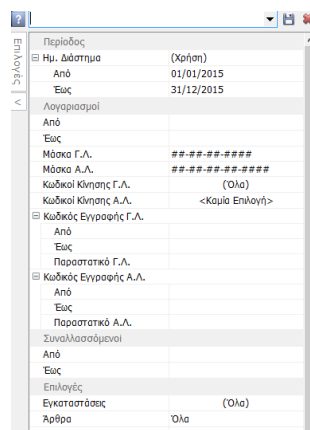 ?
Επιλογές
<
Περίοδος
Ημ. Διάστημα (Χρήση)
Από 01/01/2015
Έως 31/12/2015
Λογαριασμοί
Από
Έως
Μάσκα Γ.Λ. ##-##-##-####
Μάσκα Α.Λ. ##-##-##-##-####
Κωδικοί Κίνησης Γ.Λ. (Όλα)
Κωδικοί Κίνησης Α.Λ. <Καμία Επιλογή>
Κωδικός Εγγραφής Γ.Λ.
Από
Έως
Παραστατικό Γ.Λ.
Κωδικός Εγγραφής Α.Λ.
Από
Έως
Παραστατικό Α.Λ.
Συναλλασσόμενοι
Από
Έως
Επιλογές
Εγκαταστάσεις (Όλα)
Άρθρα Όλα